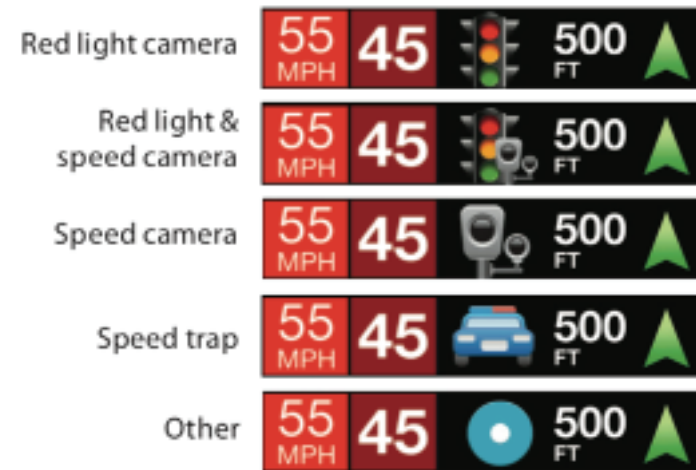 Red light camera
55 MPH 45 500 FT
Red light &
speed camera
55 MPH 45 500 FT
Speed camera
55 MPH 45 500 FT
Speed trap
55 MPH 45 500 FT
Other
55 MPH 45 500 FT